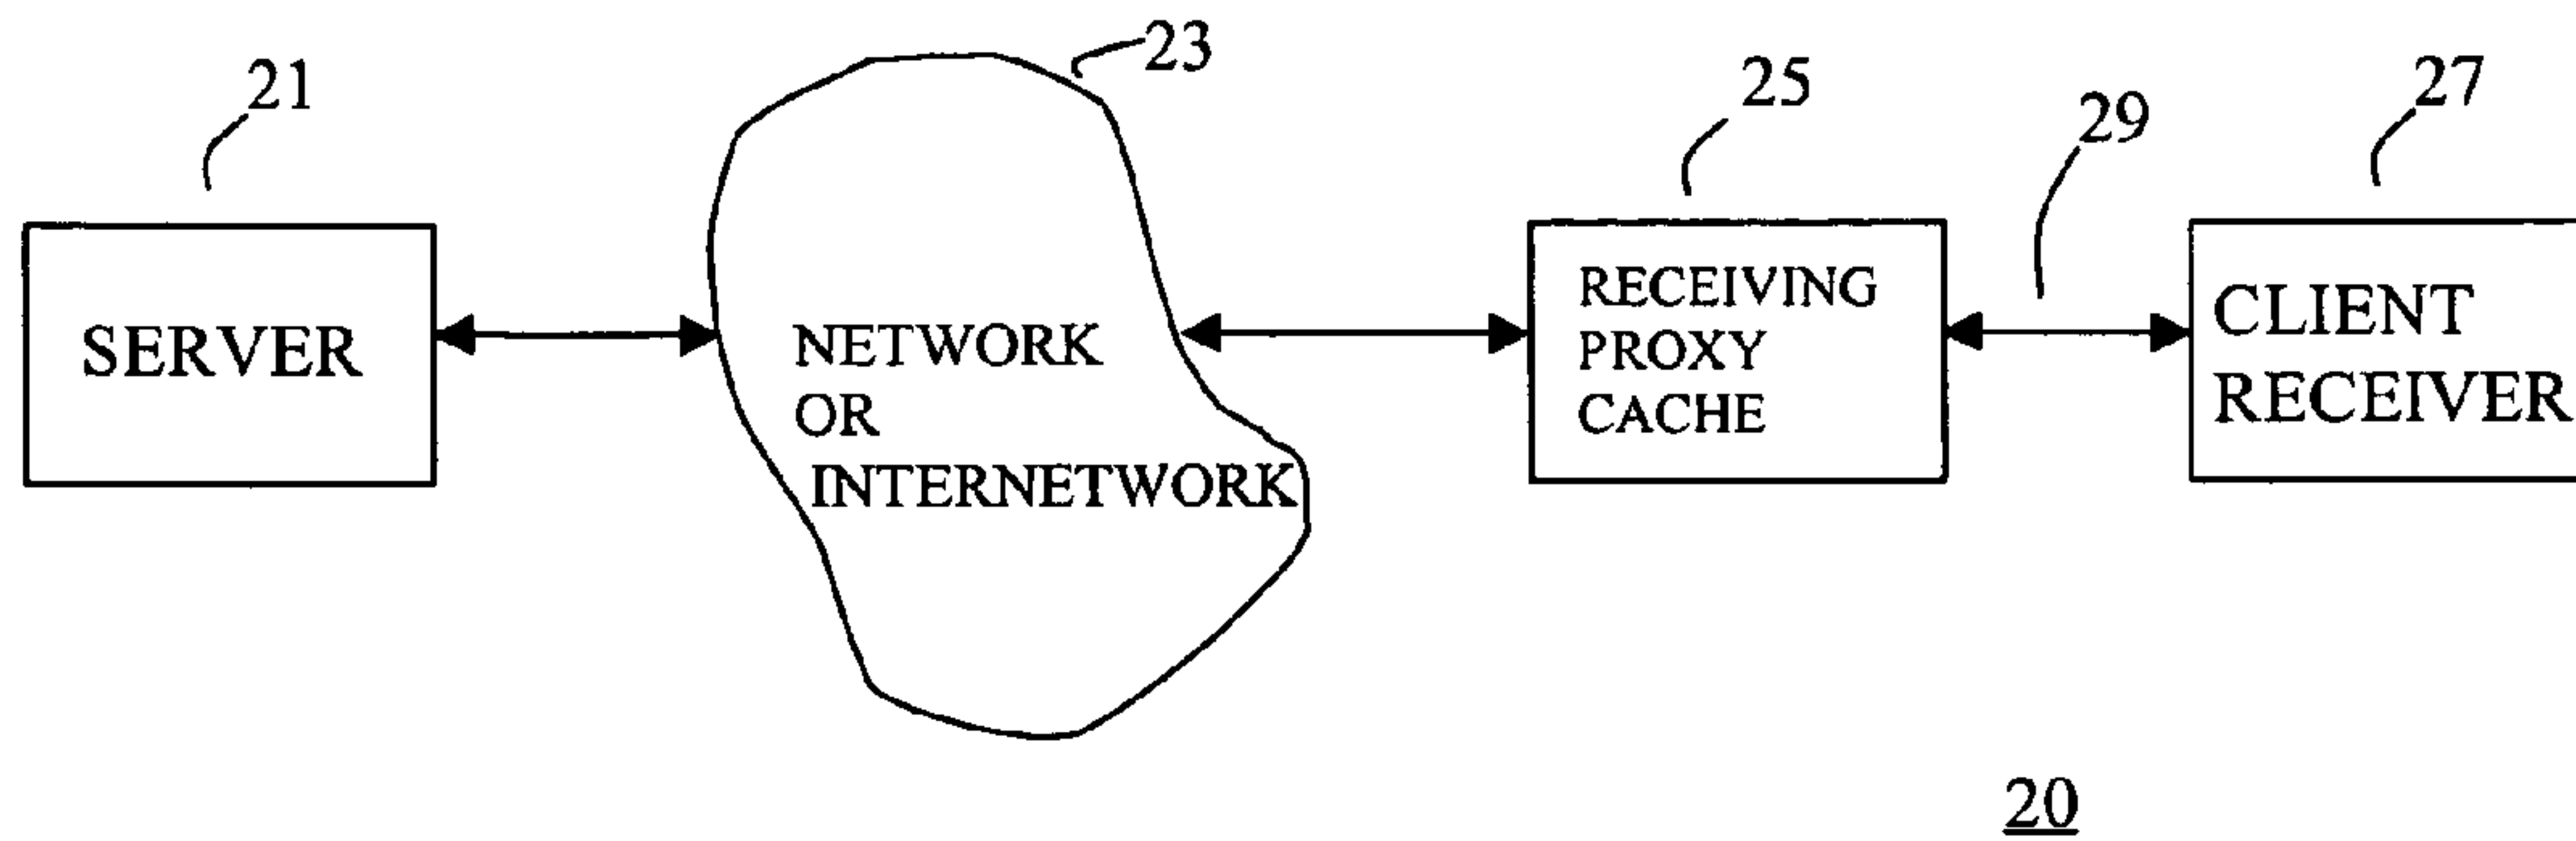 21
23
25
29
27
SERVER
NETWORK
OR
INTERNETWORK
RECEIVING
PROXY
CACHE
CLIENT
RECEIVER
20